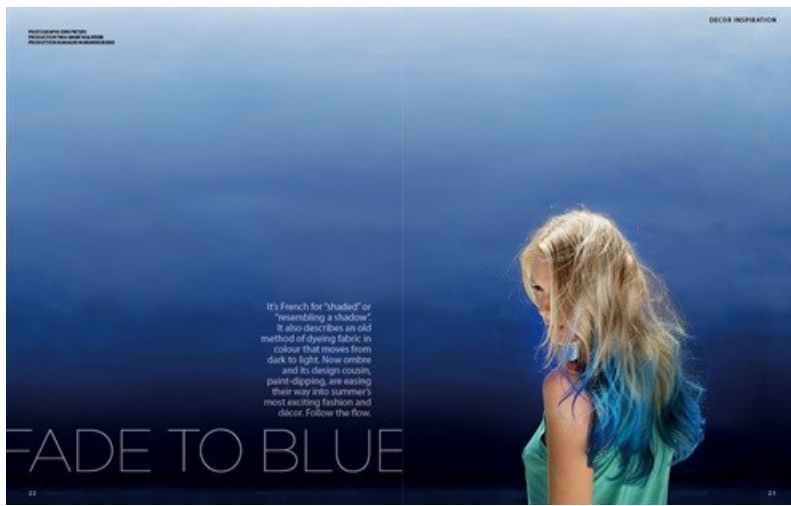 DECOR INSPIRATION
It's French for "shaded" or
"resembling a shadow".
It also describes an old
method of dyeing fabric in
colour that moves from
dark to light. Now ombre
and its design cousin,
paint-dipping, are easing
their way into summer's
most exciting fashion and
décor. Follow the flow.
FADE TO BLUE
22
23